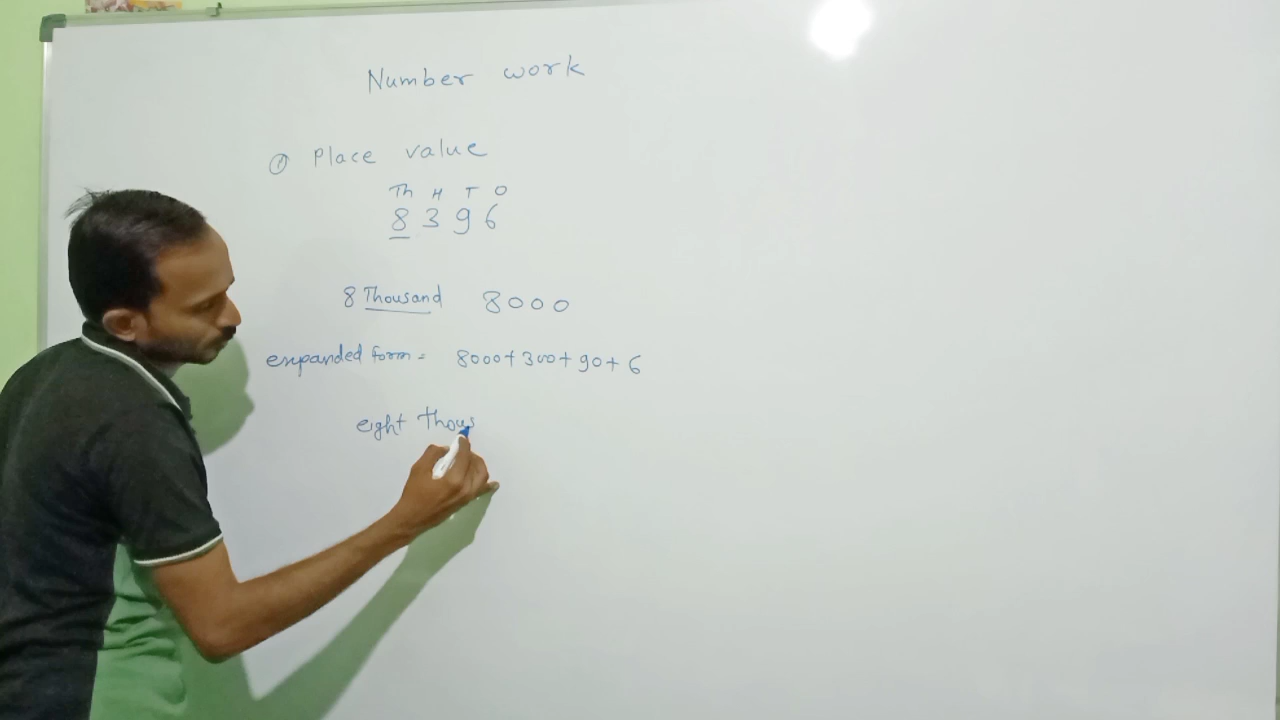 Number work
① Place value
Th H T O
8 3 9 6
8 Thousand 8000
expanded form = 8000+300+90+6
eight thous